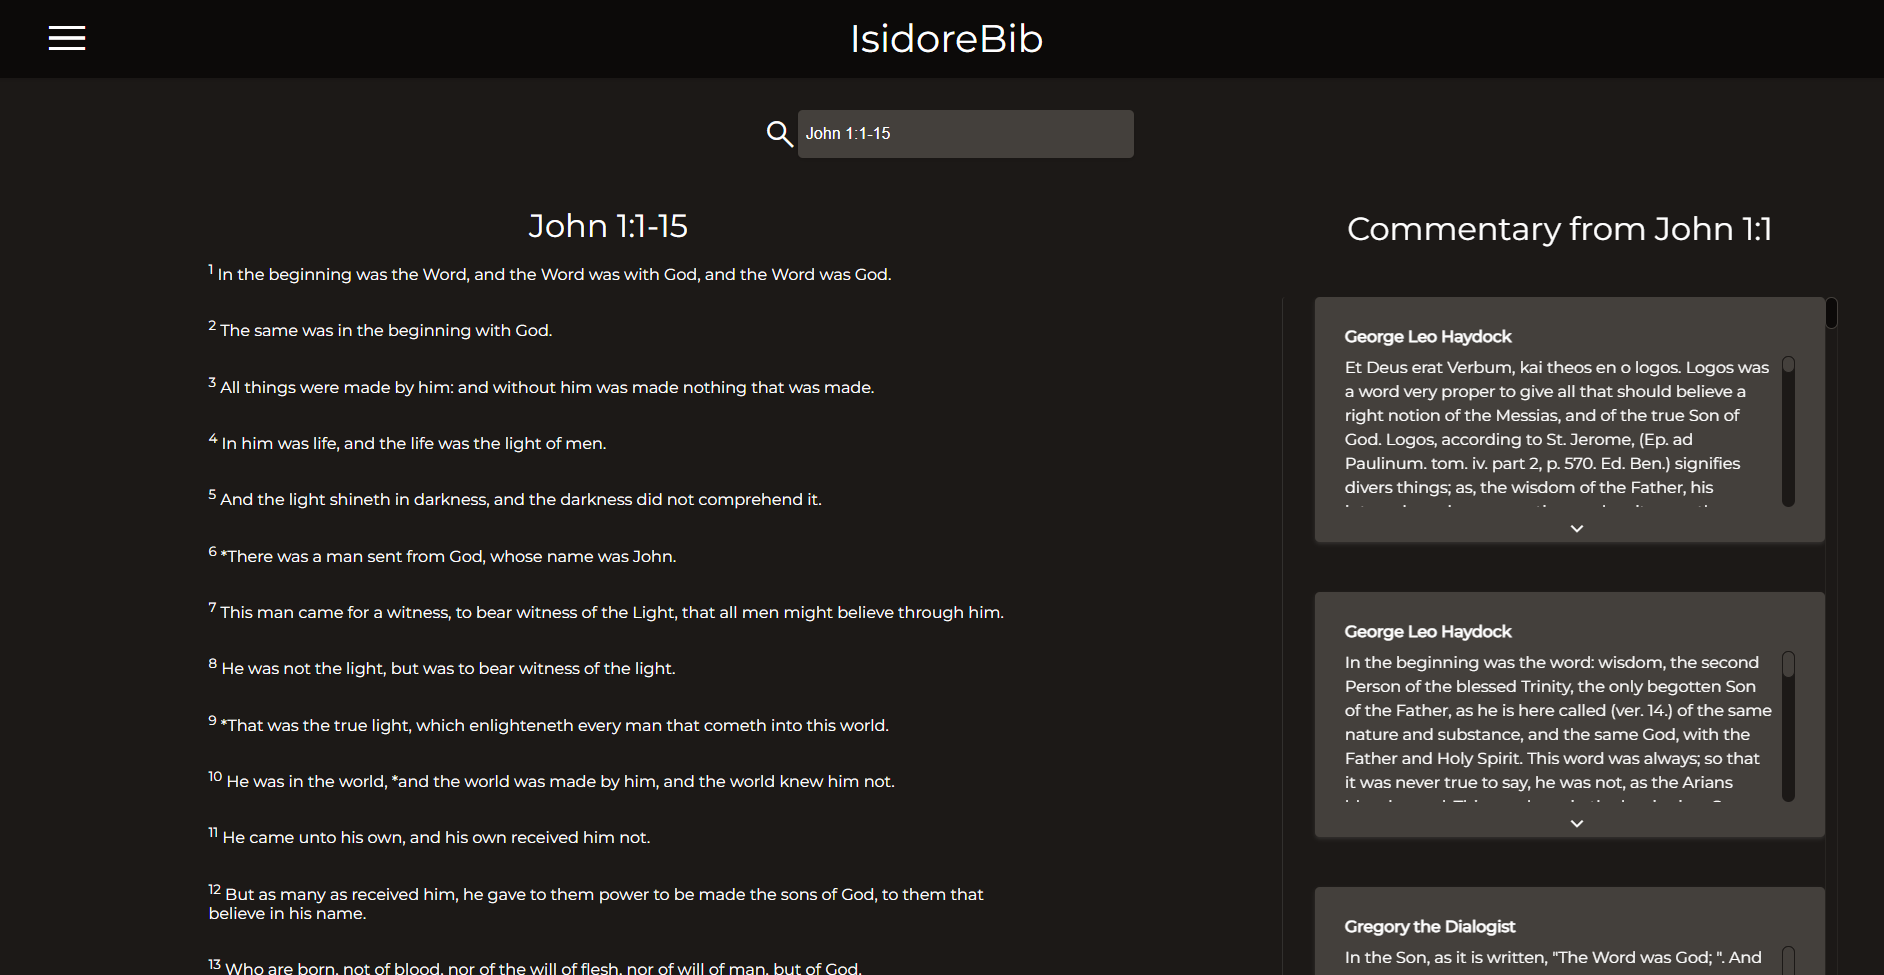 IsidoreBib
John 1:1-15
John 1:1-15
1 In the beginning was the Word, and the Word was with God, and the Word was God.
2 The same was in the beginning with God.
3 All things were made by him: and without him was made nothing that was made.
4 In him was life, and the life was the light of men.
5 And the light shineth in darkness, and the darkness did not comprehend it.
6 *There was a man sent from God, whose name was John.
7 This man came for a witness, to bear witness of the Light, that all men might believe through him.
8 He was not the light, but was to bear witness of the light.
9 *That was the true light, which enlighteneth every man that cometh into this world.
10 He was in the world, *and the world was made by him, and the world knew him not.
11 He came unto his own, and his own received him not.
12 But as many as received him, he gave to them power to be made the sons of God, to them that
believe in his name.
13 Who are born, not of blood, nor of the will of flesh, nor of will of man, but of God.
Commentary from John 1:1
George Leo Haydock
Et Deus erat Verbum, kai theos en o logos. Logos was
a word very proper to give all that should believe a
right notion of the Messias, and of the true Son of
God. Logos, according to St. Jerome, (Ep. ad
Paulinum. tom. iv. part 2, p. 570. Ed. Ben.) signifies
divers things; as, the wisdom of the Father, his
George Leo Haydock
In the beginning was the word: wisdom, the second
Person of the blessed Trinity, the only begotten Son
of the Father, as he is here called (ver. 14.) of the same
nature and substance, and the same God, with the
Father and Holy Spirit. This word was always; so that
it was never true to say, he was not, as the Arians
Gregory the Dialogist
In the Son, as it is written, "The Word was God; ". And